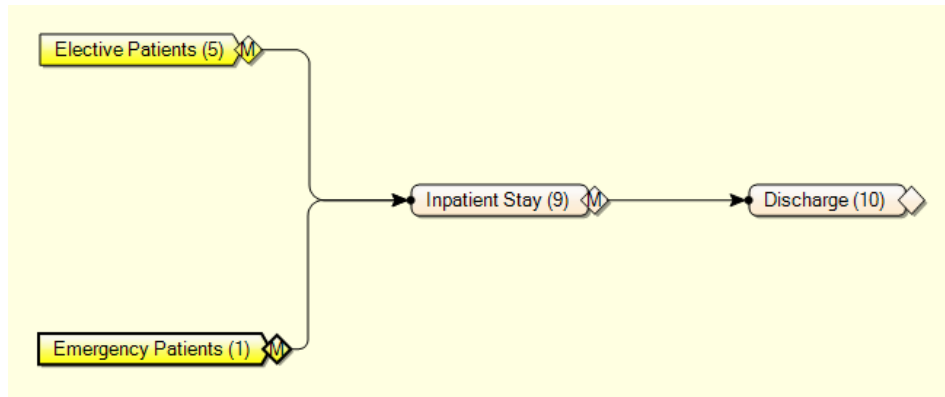 Elective Patients (5) M
Inpatient Stay (9) M
Discharge (10)
Emergency Patients (1) M